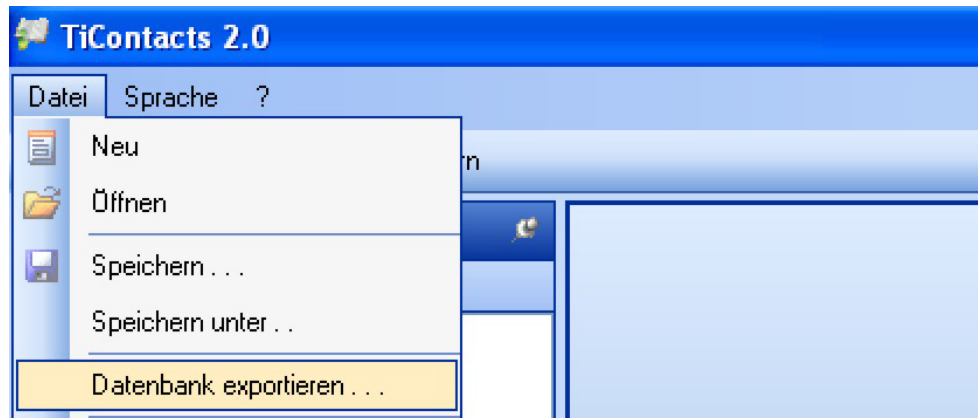 TiContacts 2.0
Datei Sprache ?
Neu
Öffnen
Speichern . . .
Speichern unter . .
Datenbank exportieren . . .